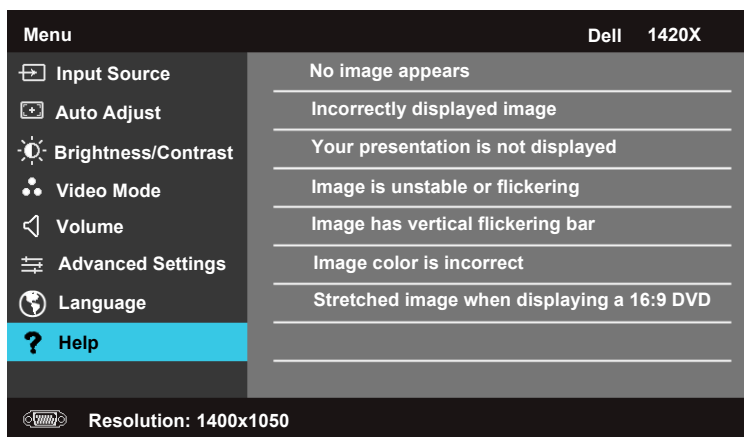 Menu
Dell 1420X
Input Source
Auto Adjust
Brightness/Contrast
Video Mode
Volume
Advanced Settings
Language
? Help
No image appears
Incorrectly displayed image
Your presentation is not displayed
Image is unstable or flickering
Image has vertical flickering bar
Image color is incorrect
Stretched image when displaying a 16:9 DVD
Resolution: 1400x1050